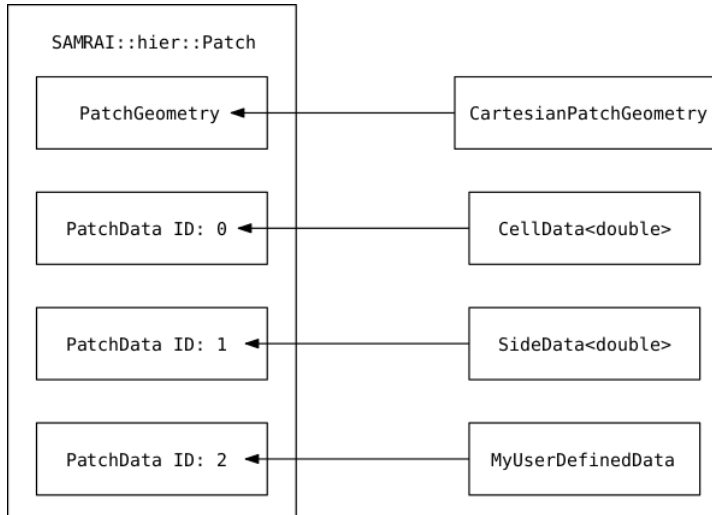 SAMRAI::hier::Patch
PatchGeometry
CartesianPatchGeometry
PatchData ID: 0
CellData<double>
PatchData ID: 1
SideData<double>
PatchData ID: 2
MyUserDefinedData